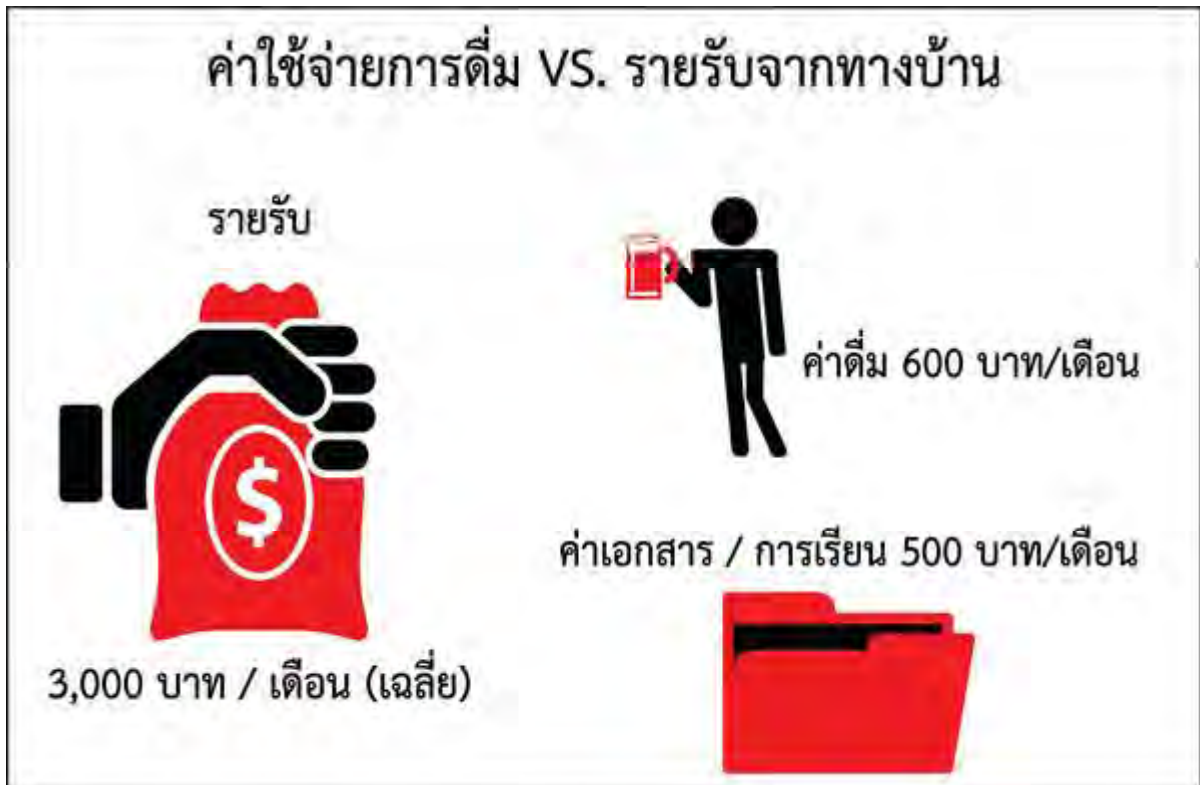 ค่าใช้จ่ายการดื่ม VS. รายรับจากทางบ้าน
รายรับ
$
3,000 บาท / เดือน (เฉลี่ย)
ค่าดื่ม 600 บาท/เดือน
ค่าเอกสาร / การเรียน 500 บาท/เดือน